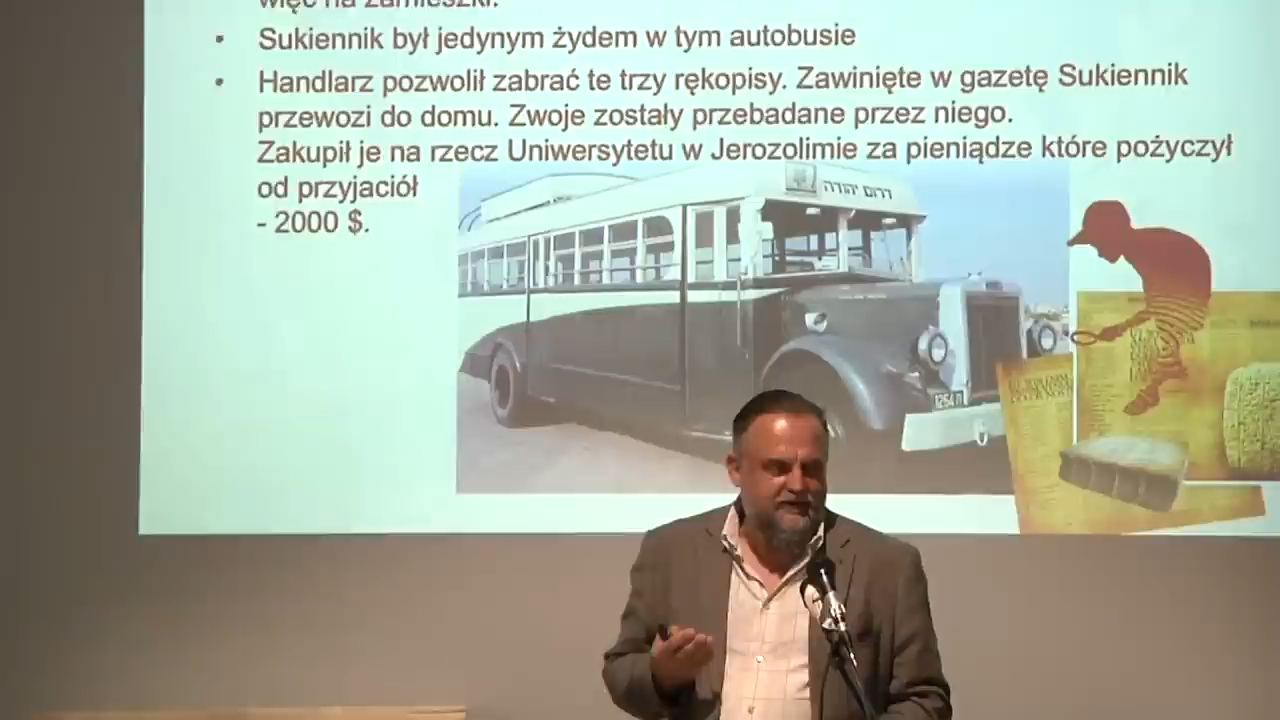 więc na zamieszki.
• Sukiennik był jedynym żydem w tym autobusie
• Handlarz pozwolił zabrać te trzy rękopisy. Zawinięte w gazetę Sukiennik
przewozi do domu. Zwoje zostały przebadane przez niego.
Zakupił je na rzecz Uniwersytetu w Jerozolimie za pieniądze które pożyczył
od przyjaciół
- 2000 $.
דרום יהודה